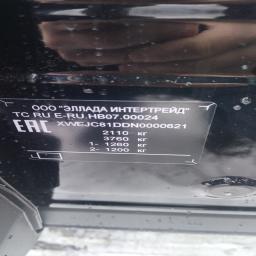 ООО "ЭЛЛАДА ИНТЕРТРЕЙД"
ТС RU E-RU.HB07.00024
EAC XWEJC81DDN0000621
2110 кг
3760 кг
1- 1260 кг
2- 1200 кг